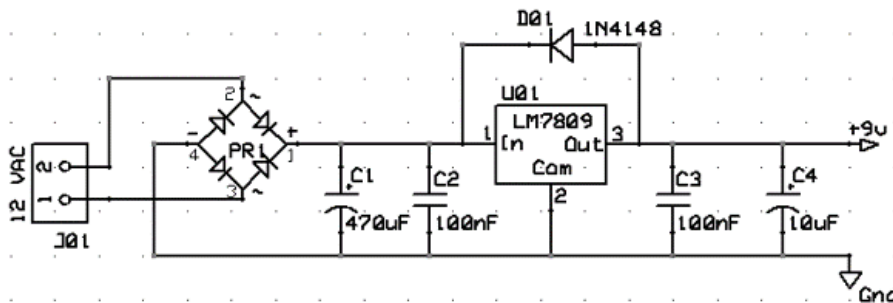 D01
1N4148
U01
LM7809
1
In
Out
3
Com
2
+9v
2
~
-
+
4
PR1
1
3
~
12 VAC
2
1
J01
C1
+
470uF
C2
100nF
C3
100nF
C4
+
10uF
Gnd